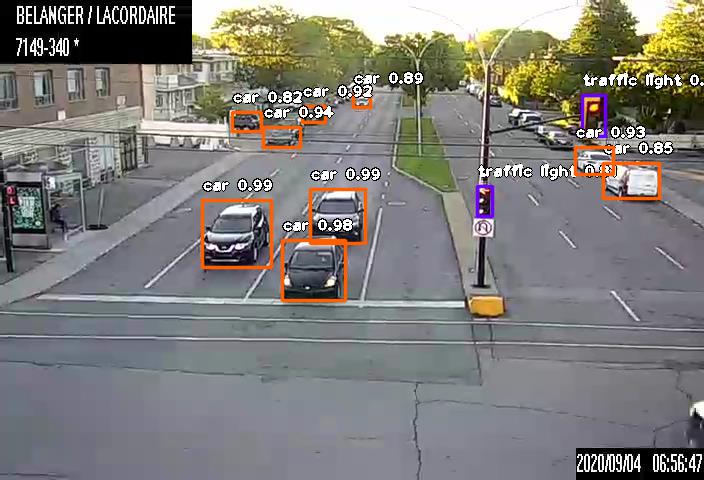 BELANGER / LACORDAIRE
7149-340 *
car 0.89
car 0.92
car 0.82
car 0.94
traffic light 0.
car 0.93
car 0.85
traffic light
car 0.99
car 0.99
car 0.98
2020/09/04 06:56:47